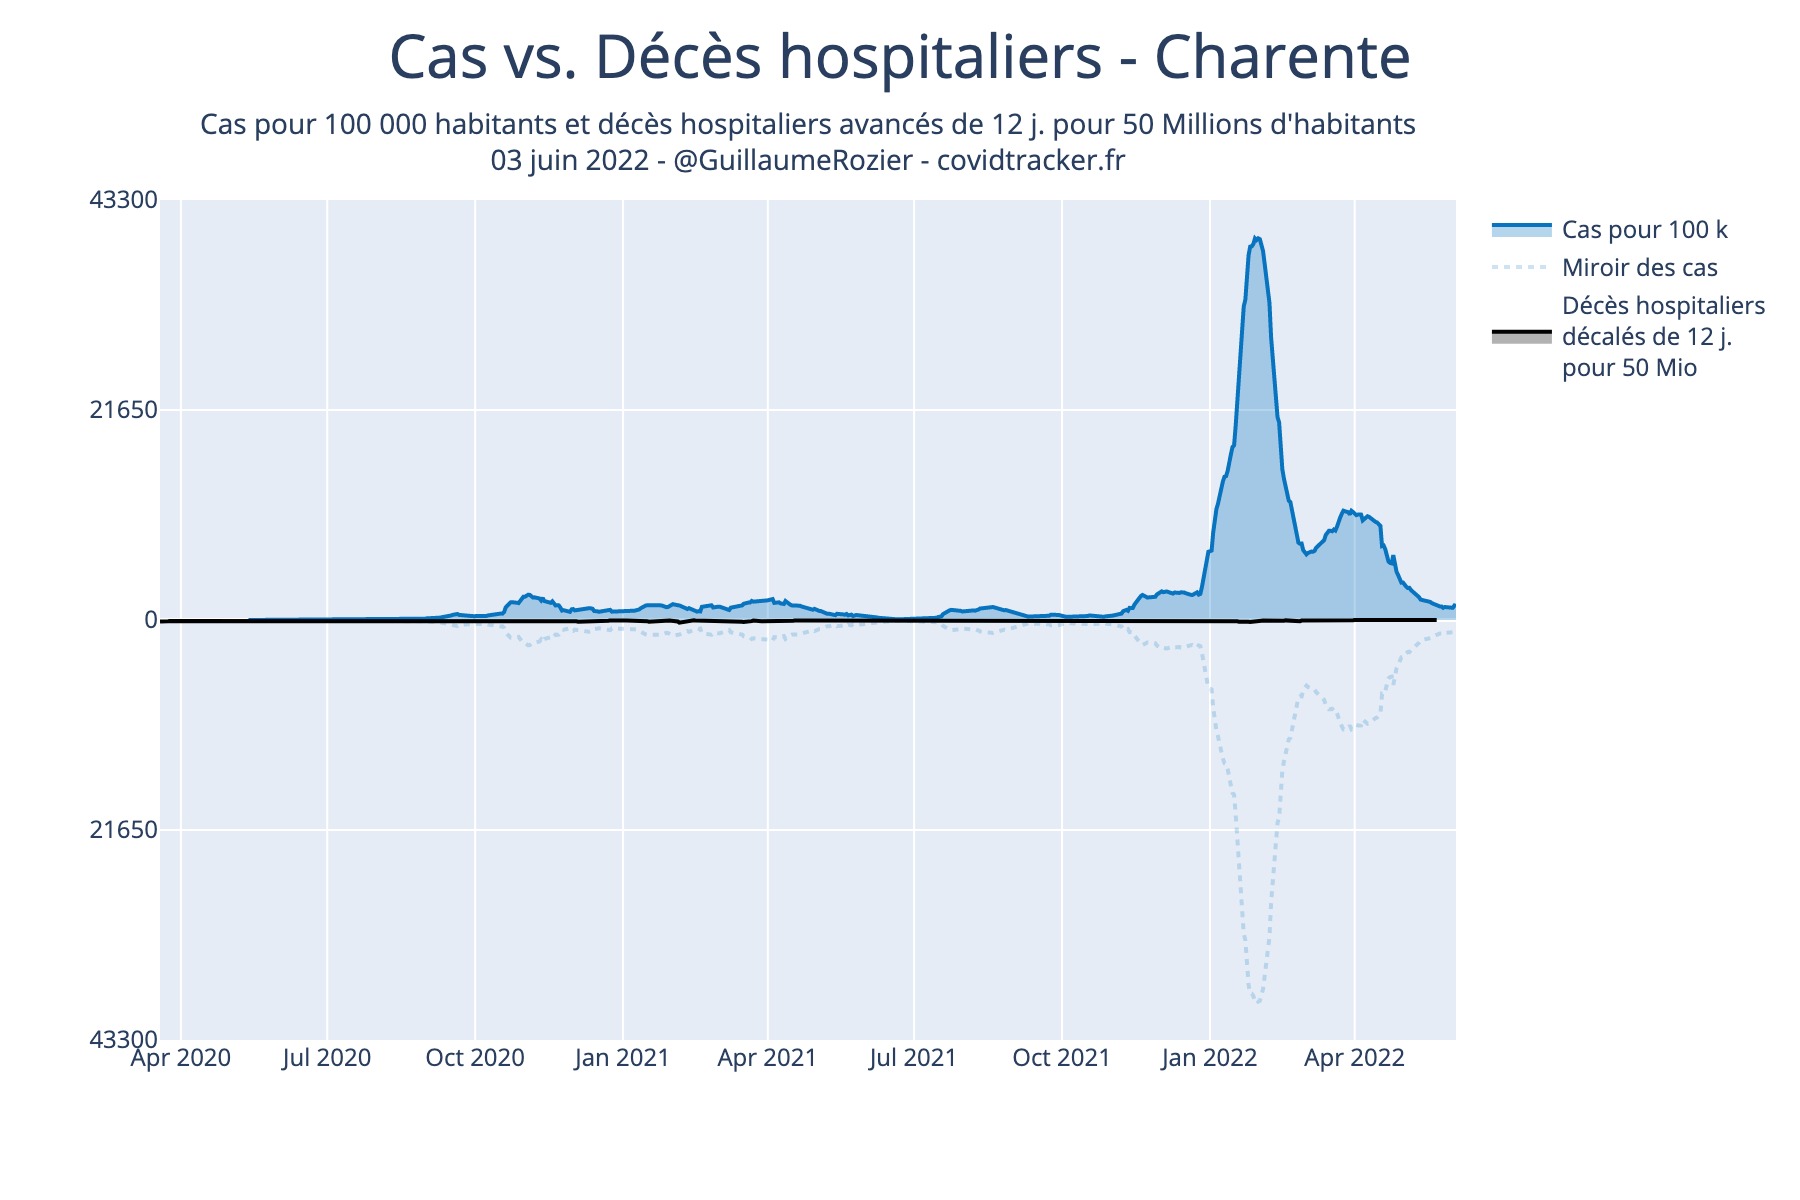 Cas vs. Décès hospitaliers - Charente
Cas pour 100 000 habitants et décès hospitaliers avancés de 12 j. pour 50 Millions d'habitants
03 juin 2022 - @GuillaumeRozier - covidtracker.fr
43300
21650
0
21650
43300
Apr 2020
Jul 2020
Oct 2020
Jan 2021
Apr 2021
Jul 2021
Oct 2021
Jan 2022
Apr 2022
Cas pour 100 k
Miroir des cas
Décès hospitaliers
décalés de 12 j.
pour 50 Mio